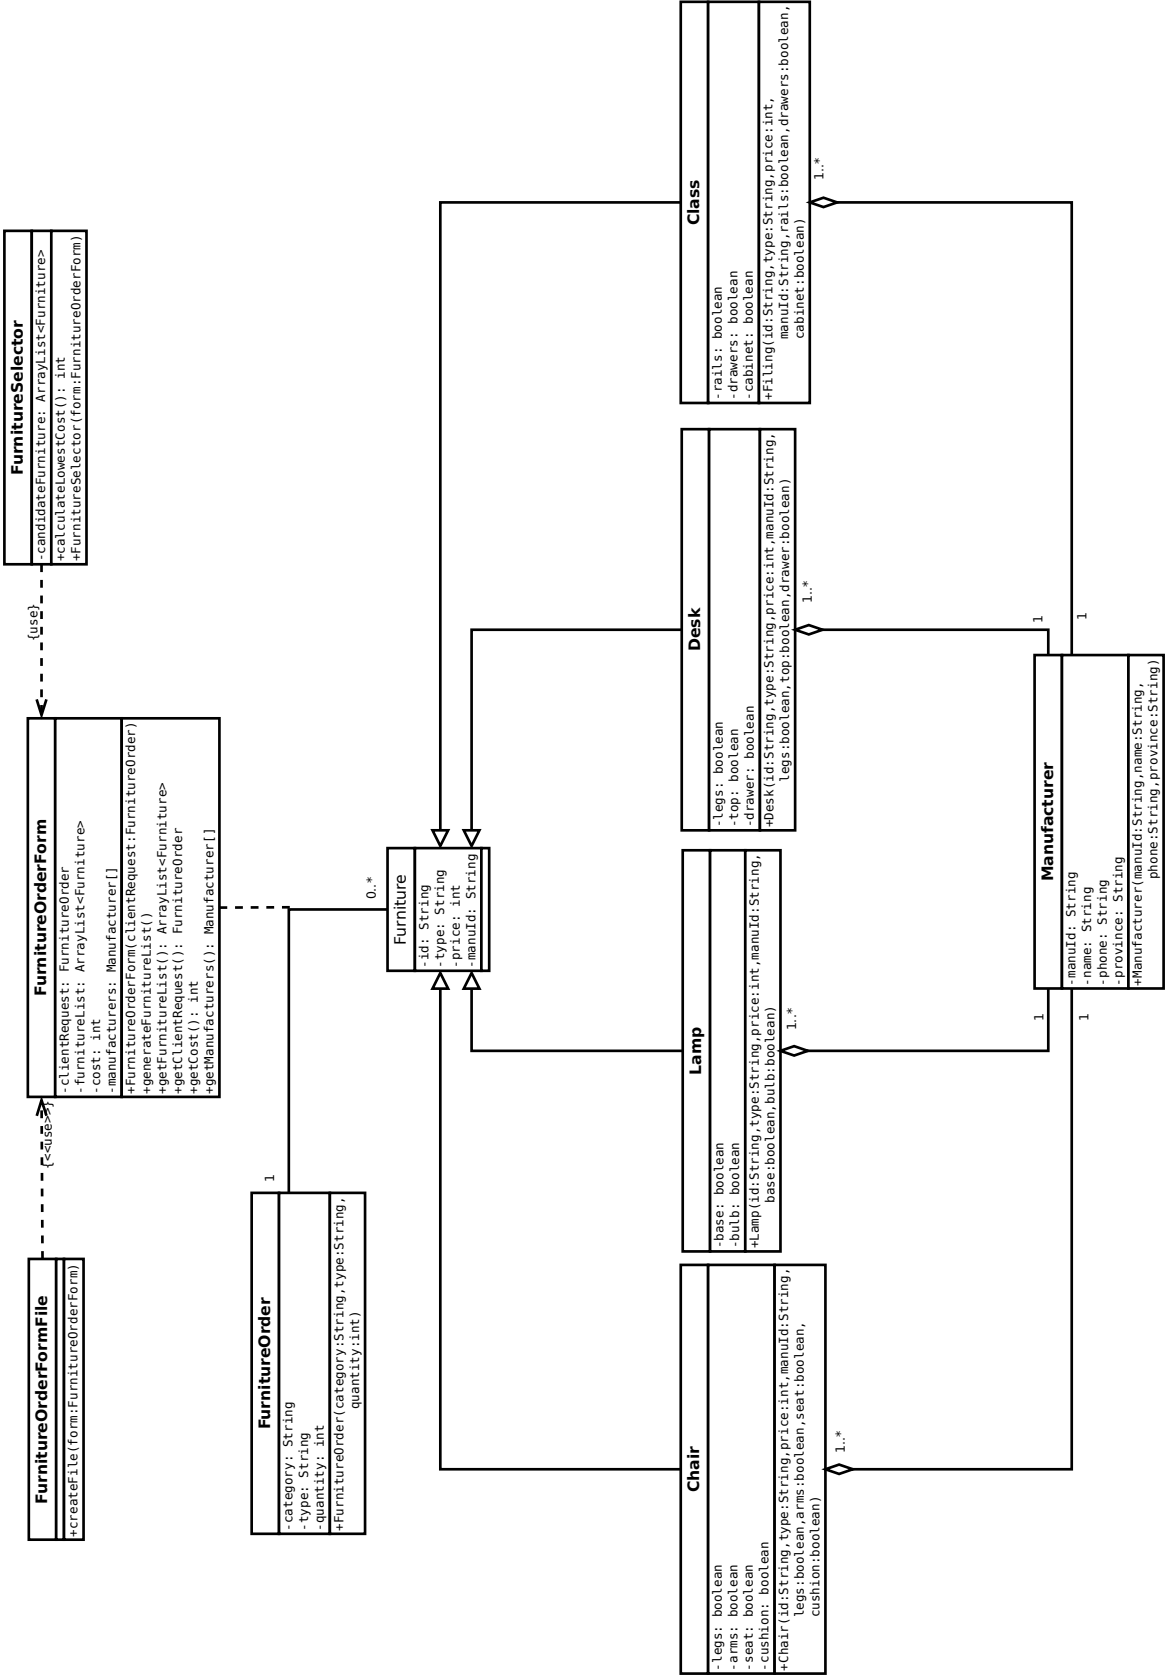 FurnitureOrderFormFile
+createFile(form:FurnitureOrderForm)
{<<use>>}
FurnitureOrderForm
-clientRequest: FurnitureOrder
-furnitureList: ArrayList<Furniture>
-cost: int
-manufacturers: Manufacturer[]
+FurnitureOrderForm(clientRequest:FurnitureOrder)
+generateFurnitureList()
+getFurnitureList(): ArrayList<Furniture>
+getClientRequest(): FurnitureOrder
+getCost(): int
+getManufacturers(): Manufacturer[]
{use}
FurnitureSelector
-candidateFurniture: ArrayList<Furniture>
+calculateLowestCost(): int
+FurnitureSelector(form:FurnitureOrderForm)
FurnitureOrder
-category: String
-type: String
-quantity: int
+FurnitureOrder(category:String,type:String,
quantity:int)
1
0..*
Furniture
-id: String
-type: String
-price: int
-manuId: String
Chair
-legs: boolean
-arms: boolean
-seat: boolean
-cushion: boolean
+Chair(id:String,type:String,price:int,manuId:String,
legs:boolean,arms:boolean,seat:boolean,
cushion:boolean)
1..*
Lamp
-base: boolean
-bulb: boolean
+Lamp(id:String,type:String,price:int,manuId:String,
base:boolean,bulb:boolean)
1..*
Desk
-legs: boolean
-top: boolean
-drawer: boolean
+Desk(id:String,type:String,price:int,manuId:String,
legs:boolean,top:boolean,drawer:boolean)
1..*
Class
-rails: boolean
-drawers: boolean
-cabinet: boolean
+Filing(id:String,type:String,price:int,
manuId:String,rails:boolean,drawers:boolean,
cabinet:boolean)
1..*
1
1
1
1
Manufacturer
-manuId: String
-name: String
-phone: String
-province: String
+Manufacturer(manuId:String,name:String,
phone:String,province:String)